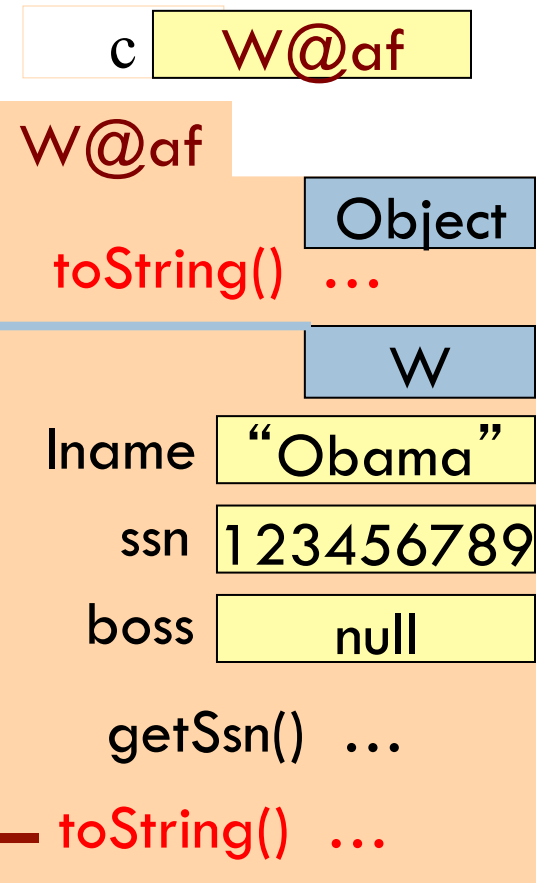 c W@af
W@af
Object
toString() …
W
lname “Obama”
ssn 123456789
boss null
getSsn() …
toString() …